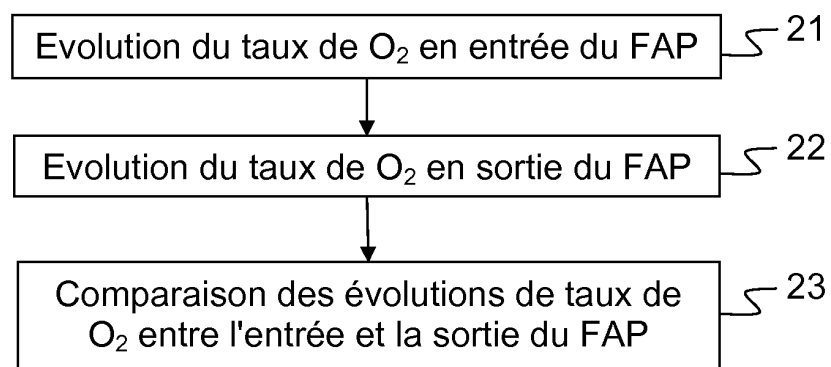 Evolution du taux de O₂ en entrée du FAP 21
Evolution du taux de O₂ en sortie du FAP 22
Comparaison des évolutions de taux de
O₂ entre l'entrée et la sortie du FAP 23